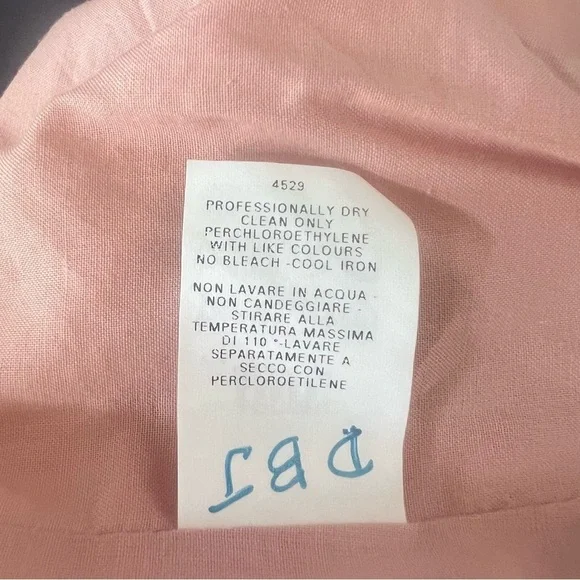 4529
PROFESSIONALLY DRY
CLEAN ONLY
PERCHLOROETHYLENE
WITH LIKE COLOURS
NO BLEACH -COOL IRON
NON LAVARE IN ACQUA -
NON CANDEGGIARE -
STIRARE ALLA
TEMPERATURA MASSIMA
DI 110 °-LAVARE
SEPARATAMENTE A
SECCO CON
PERCLOROETILENE